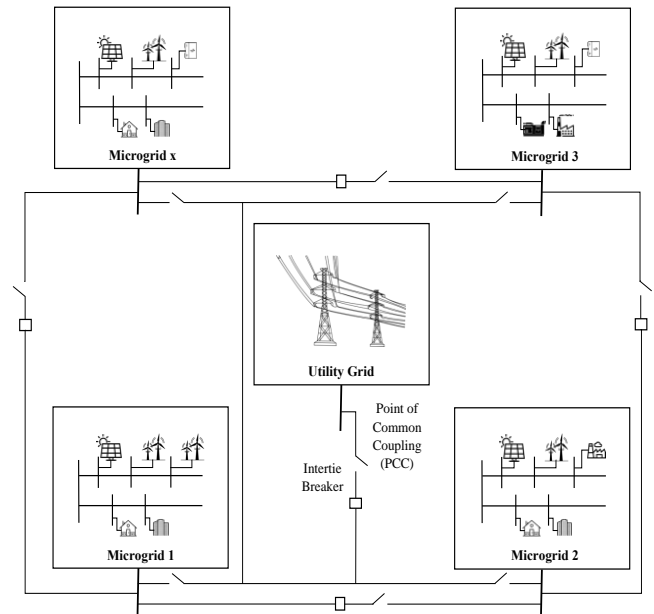 Microgrid x
Microgrid 3
Utility Grid
Point of
Common
Coupling
(PCC)
Intertie
Breaker
Microgrid 1
Microgrid 2